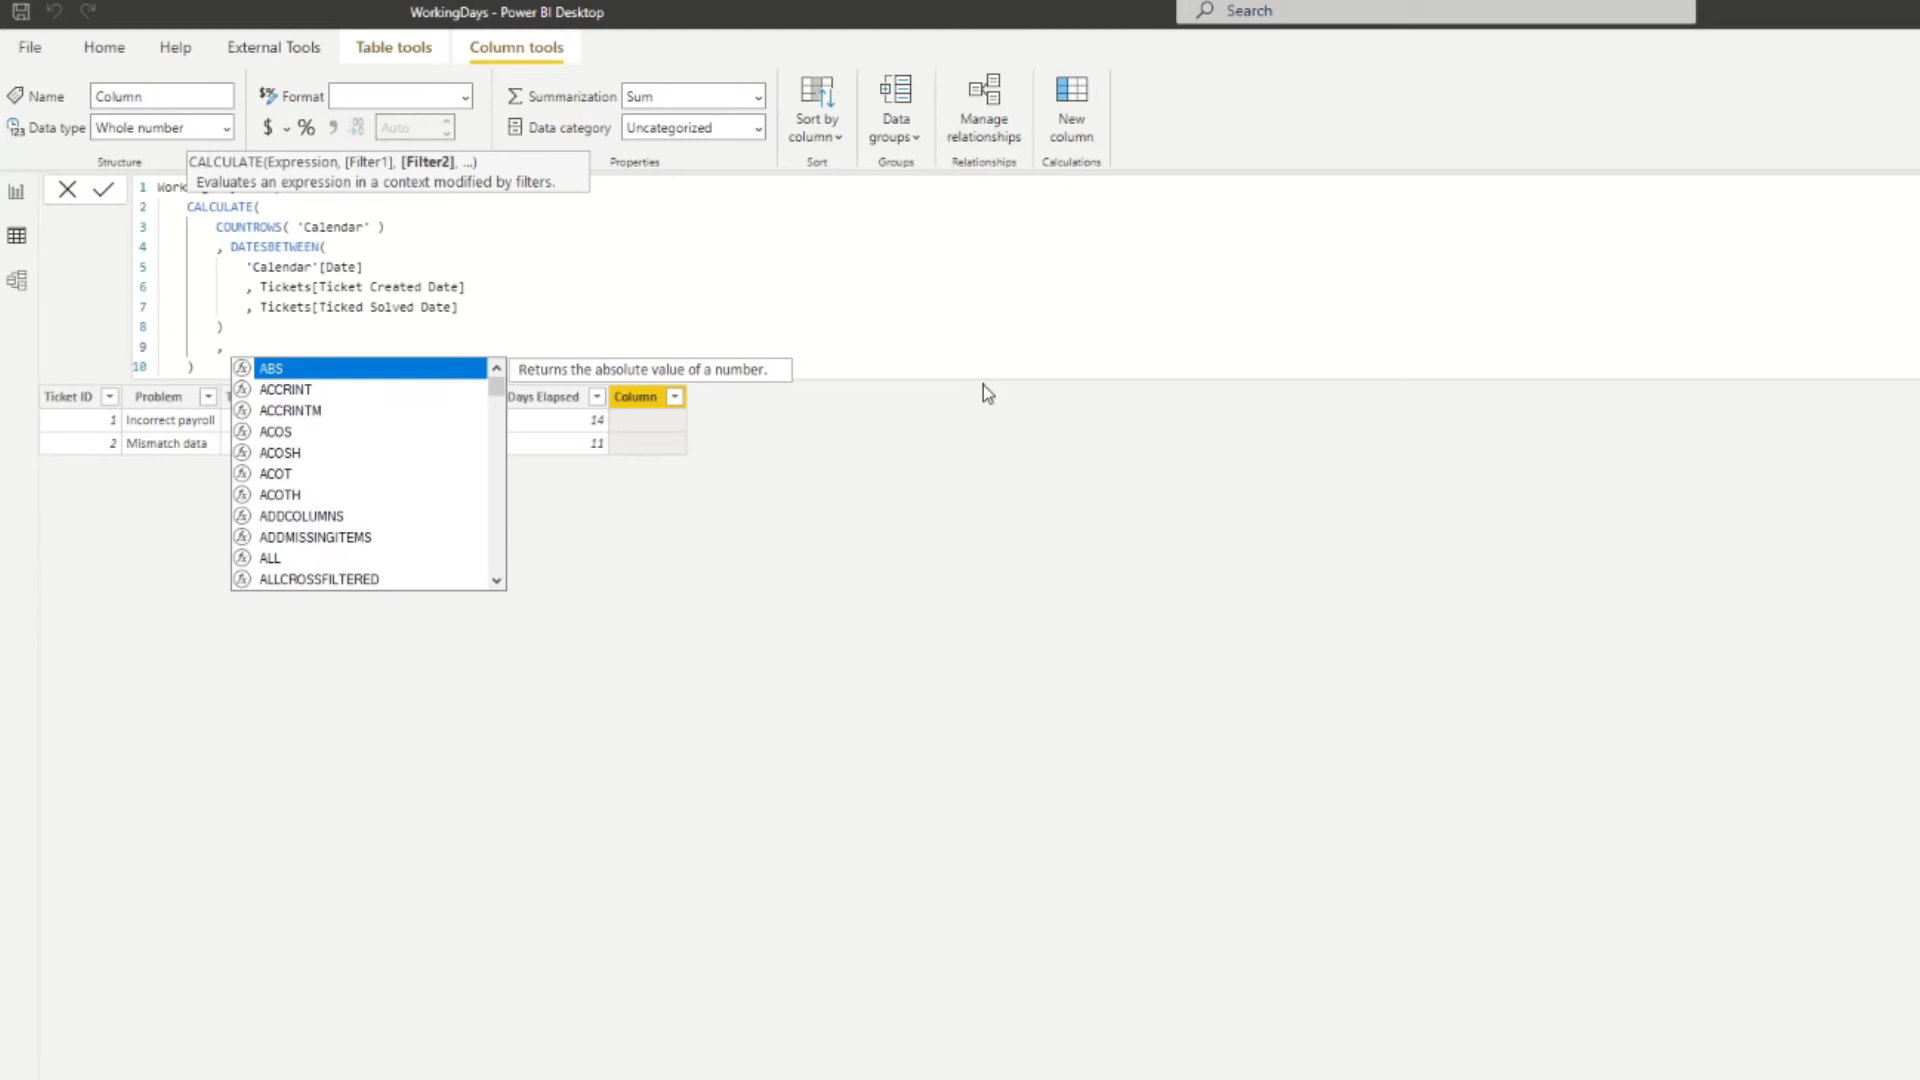 WorkingDays - Power BI Desktop
Search
File Home Help External Tools Table tools Column tools
Name Column
Format
Summarization Sum
Data type Whole number
$ % Auto
Data category Uncategorized
Sort by column
Data groups
Manage relationships
New column
Structure
Properties
Sort
Groups
Relationships
Calculations
CALCULATE(Expression, [Filter1], [Filter2], ...)
Evaluates an expression in a context modified by filters.
1 Work
2 CALCULATE(
3 COUNTROWS( 'Calendar' )
4 , DATESBETWEEN(
5 'Calendar'[Date]
6 , Tickets[Ticket Created Date]
7 , Tickets[Ticked Solved Date]
8 )
9 ,
10 )
ABS
Returns the absolute value of a number.
ACCRINT
ACCRINTM
ACOS
ACOSH
ACOT
ACOTH
ADDCOLUMNS
ADDMISSINGITEMS
ALL
ALLCROSSFILTERED
Ticket ID Problem Days Elapsed Column
1 Incorrect payroll 14
2 Mismatch data 11